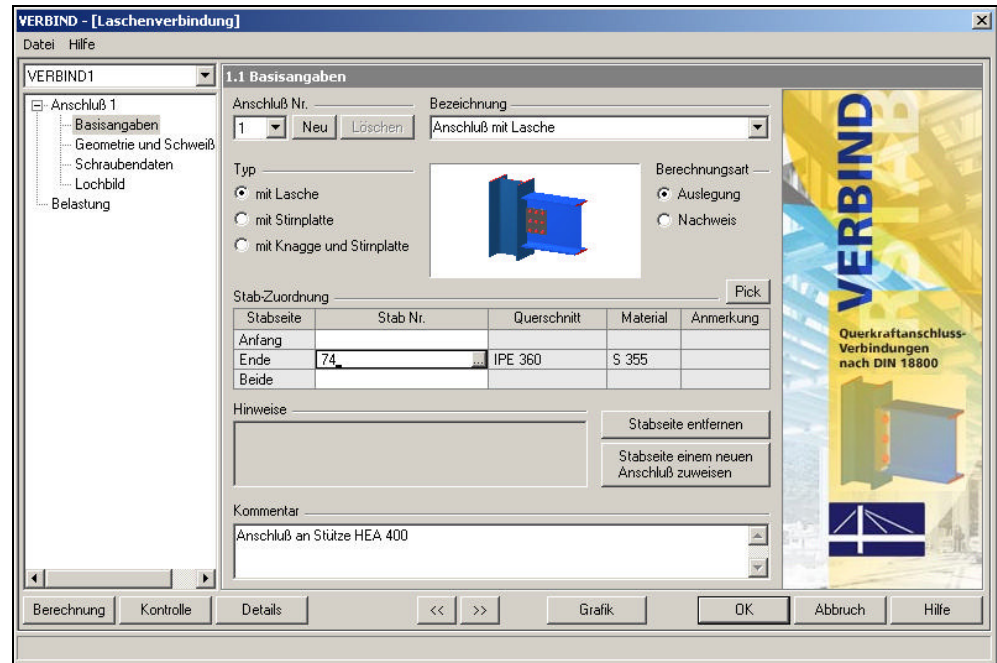 VERBIND - [Laschenverbindung]
Datei Hilfe
VERBIND1
Anschluß 1
Basisangaben
Geometrie und Schweiß
Schraubendaten
Lochbild
Belastung
1.1 Basisangaben
Anschluß Nr. Bezeichnung
1 Neu Löschen Anschluß mit Lasche
Typ Berechnungsart
mit Lasche Auslegung
mit Stirnplatte Nachweis
mit Knagge und Stirnplatte
Stab-Zuordnung Pick
Stabseite Stab Nr. Querschnitt Material Anmerkung
Anfang
Ende 74 ... IPE 360 S 355
Beide
Hinweise
Stabseite entfernen
Stabseite einem neuen
Anschluß zuweisen
Kommentar
Anschluß an Stütze HEA 400
VERBIND
RSTAB
Querkraftanschluss-
Verbindungen
nach DIN 18800
Berechnung Kontrolle Details << >> Grafik OK Abbruch Hilfe